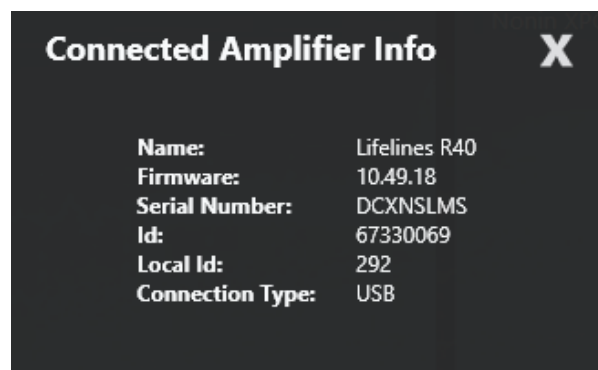 Connected Amplifier Info X
Name: Lifelines R40
Firmware: 10.49.18
Serial Number: DCXNSLMS
Id: 67330069
Local Id: 292
Connection Type: USB